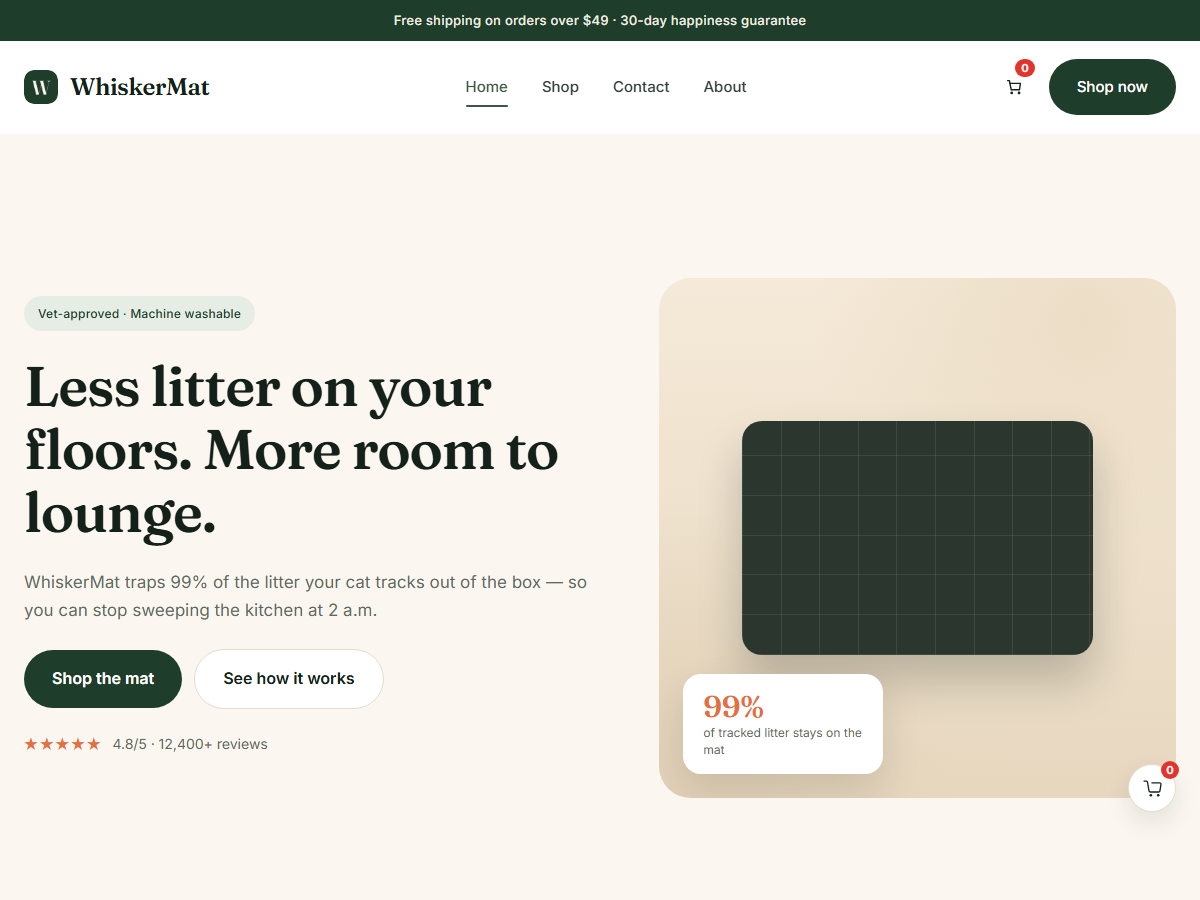 Free shipping on orders over $49 · 30-day happiness guarantee
W
WhiskerMat
Home
Shop
Contact
About
0
Shop now
Vet-approved · Machine washable
Less litter on your
floors. More room to
lounge.
WhiskerMat traps 99% of the litter your cat tracks out of the box — so
you can stop sweeping the kitchen at 2 a.m.
Shop the mat
See how it works
★★★★★ 4.8/5 · 12,400+ reviews
99%
of tracked litter stays on the
mat
0